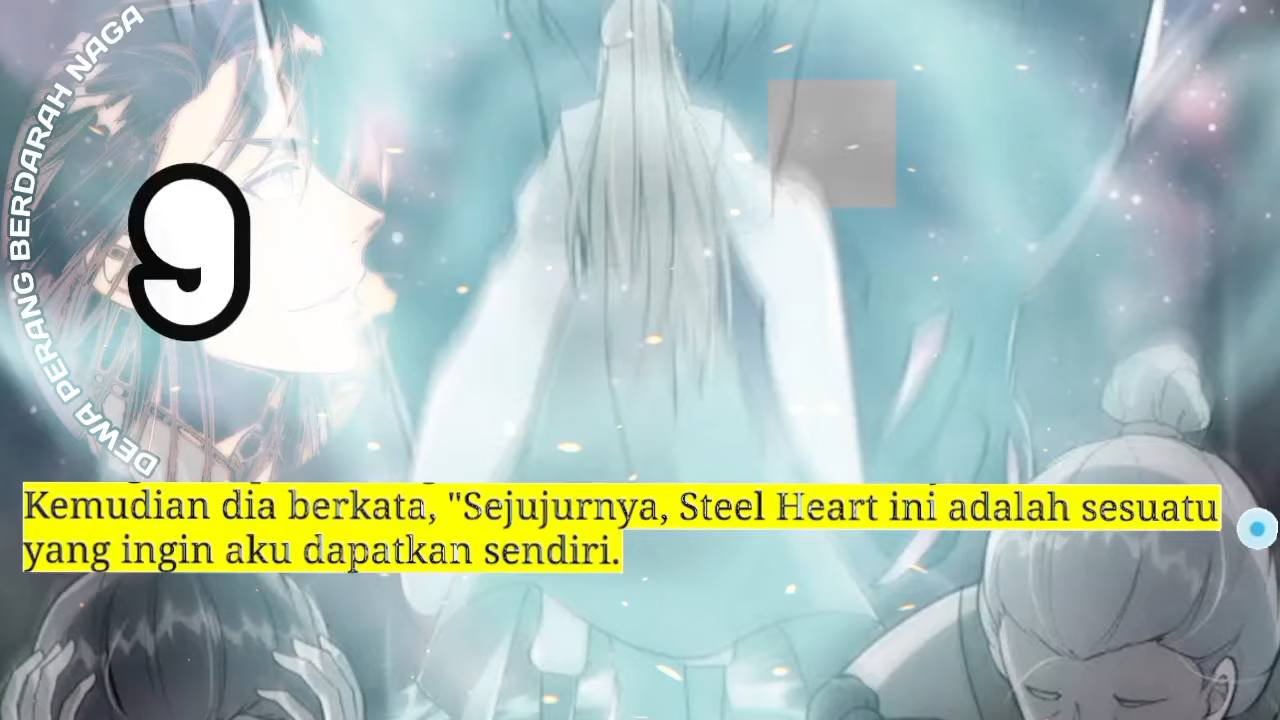 DEWA PERANG BERDARAH NAGA
9
Kemudian dia berkata, "Sejujurnya, Steel Heart ini adalah sesuatu
yang ingin aku dapatkan sendiri.